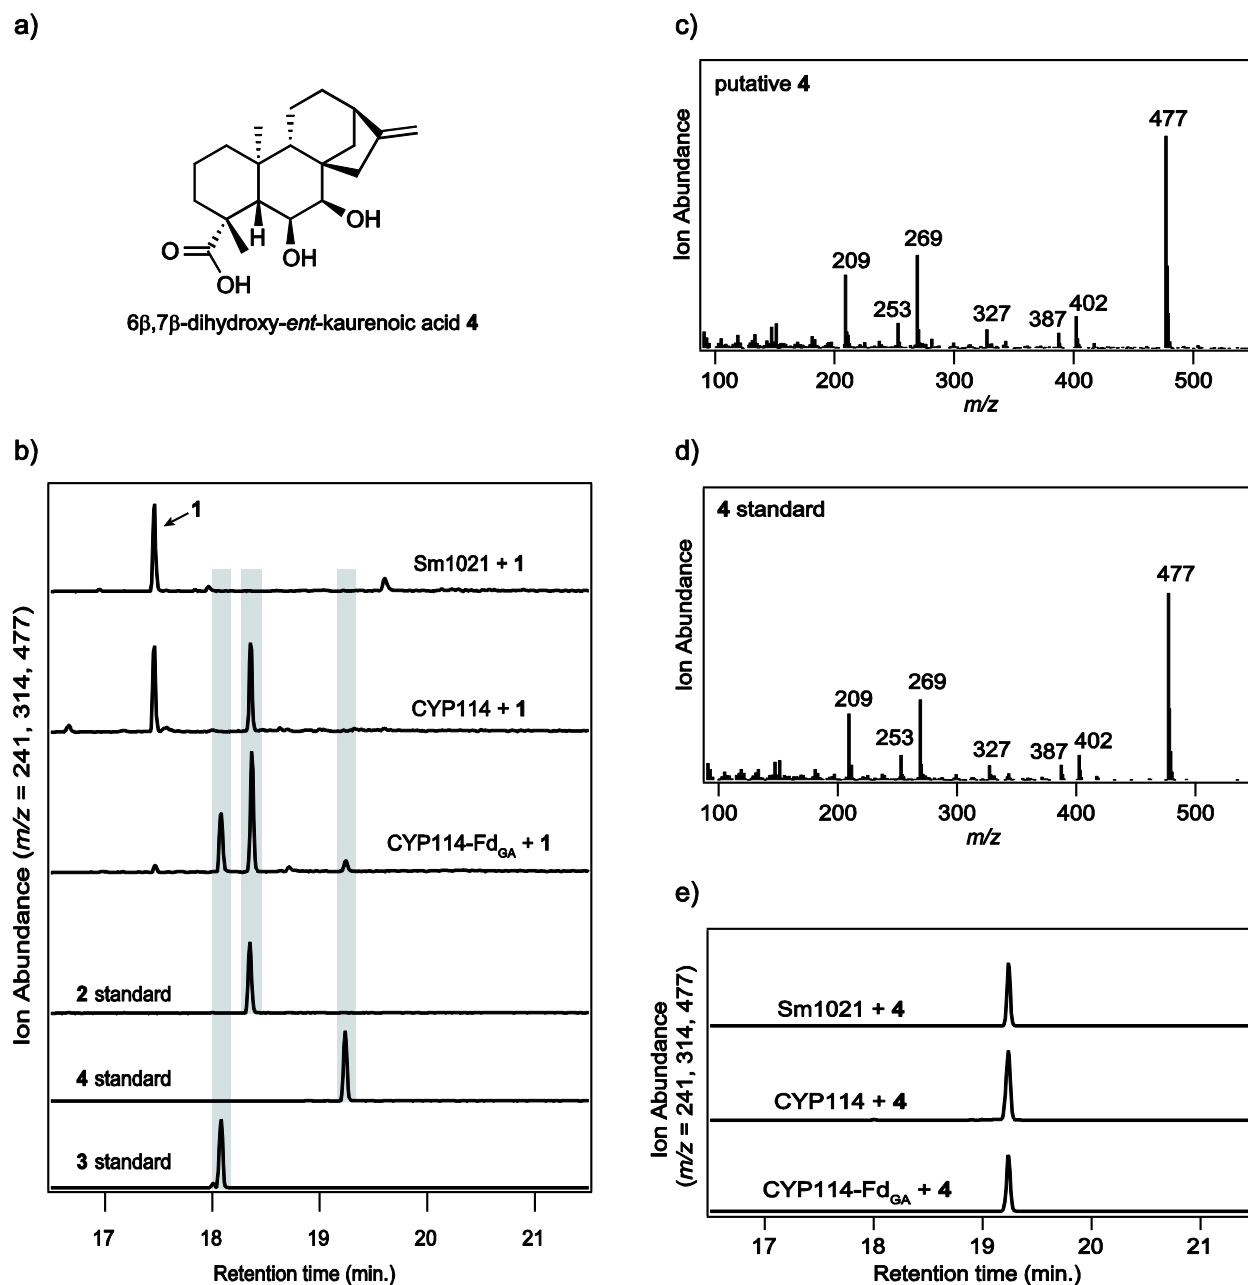 a)
O
OH
H
OH
OH
6β,7β-dihydroxy-ent-kaurenoic acid 4
b)
Ion Abundance (m/z = 241, 314, 477)
1
Sm1021 + 1
CYP114 + 1
CYP114-FdGA + 1
2 standard
4 standard
3 standard
17 18 19 20 21
Retention time (min.)
c)
Ion Abundance
putative 4
209
253
269
327
387
402
477
100 200 300 400 500
m/z
d)
Ion Abundance
4 standard
209
253
269
327
387
402
477
100 200 300 400 500
m/z
e)
Ion Abundance
(m/z = 241, 314, 477)
Sm1021 + 4
CYP114 + 4
CYP114-FdGA + 4
17 18 19 20 21
Retention time (min.)